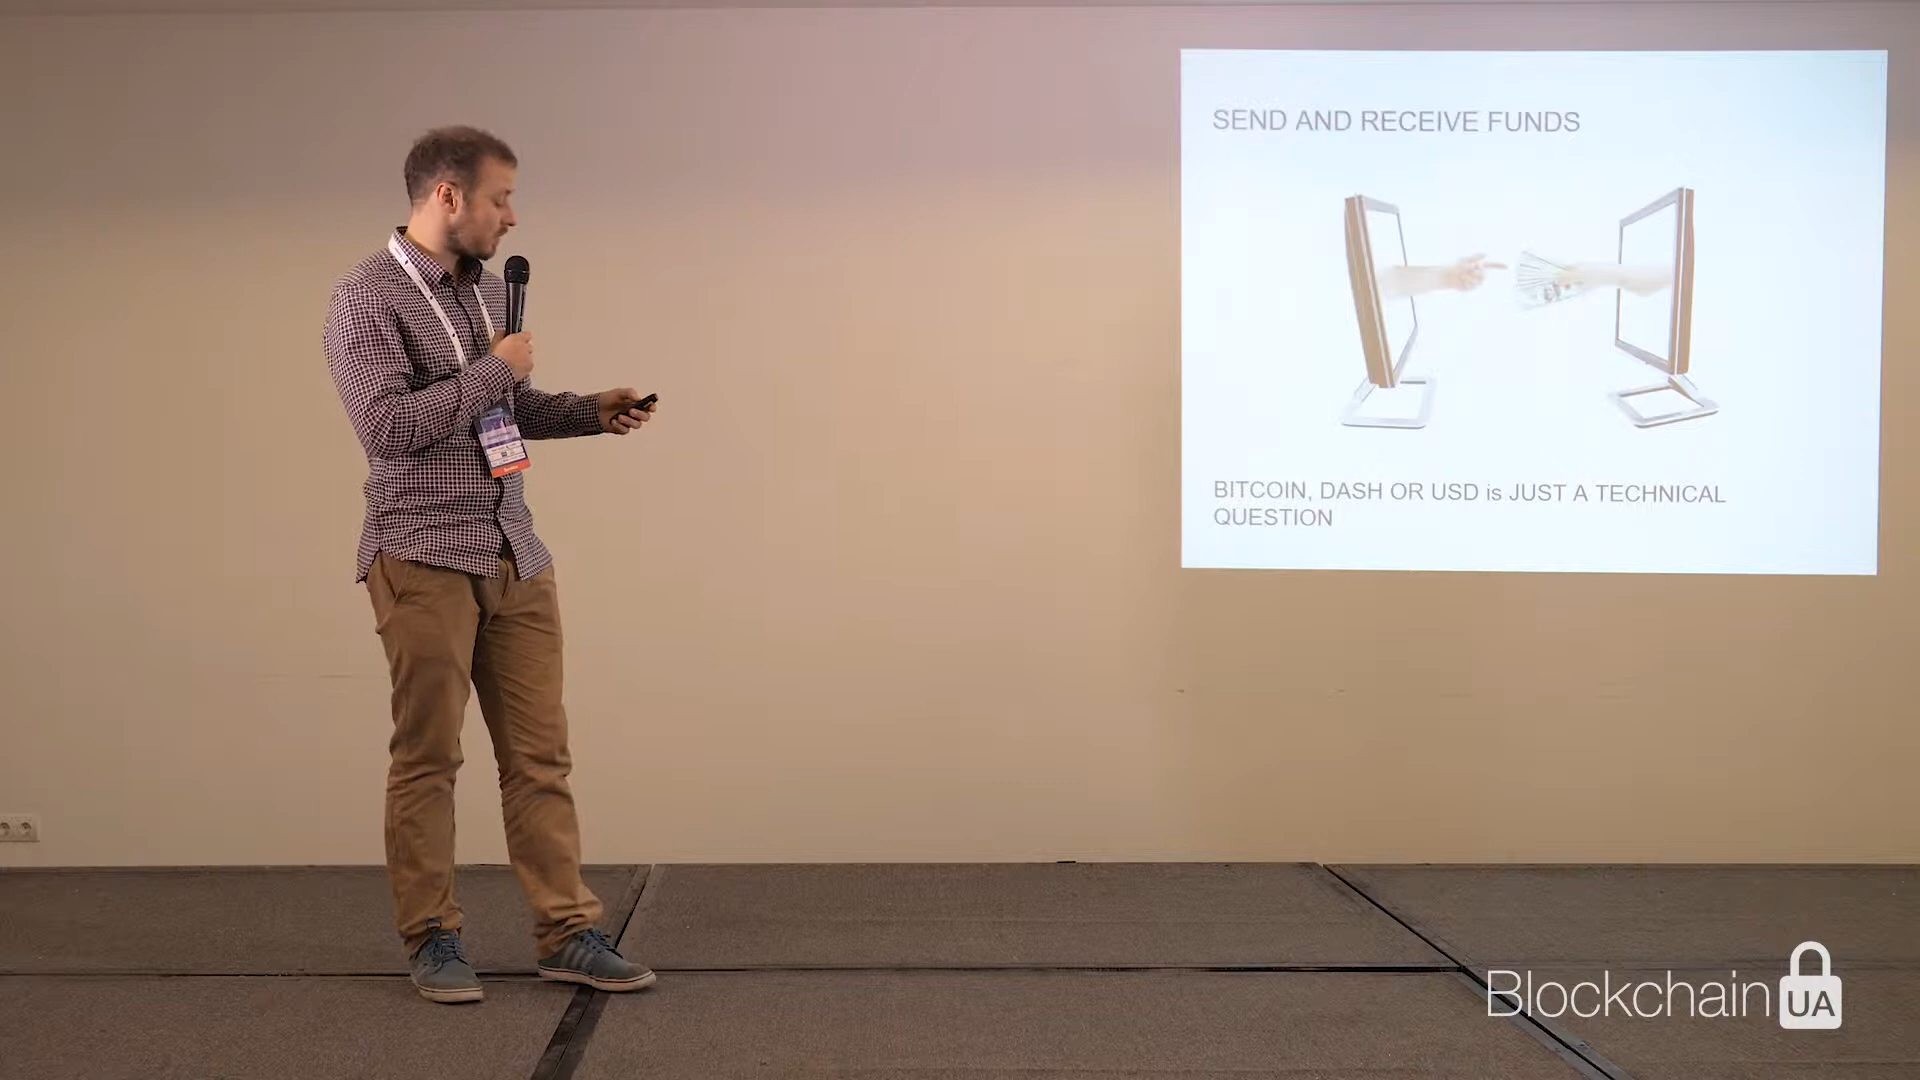 SEND AND RECEIVE FUNDS
BITCOIN, DASH OR USD is JUST A TECHNICAL
QUESTION
Blockchain UA